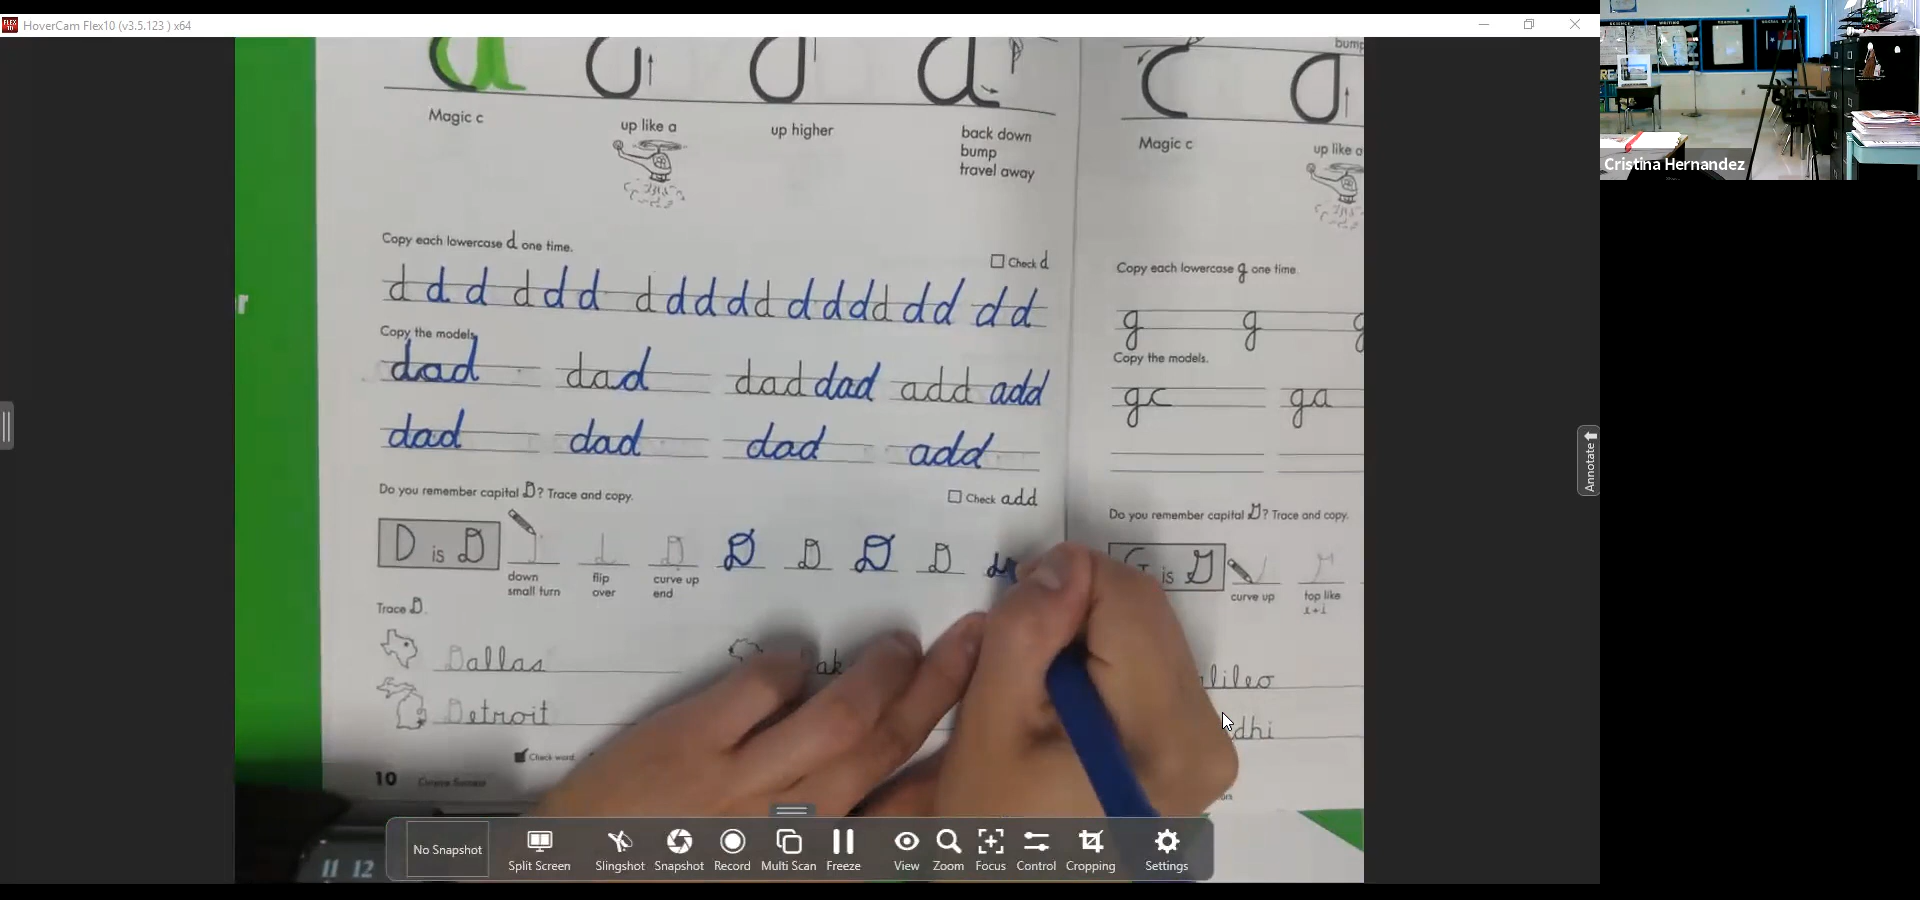 HoverCam Flex10 (v3.5.123 ) x64
Cristina Hernandez
bump
Magic c
up like a
up higher
back down
bump
travel away
Magic c
up like a
Copy each lowercase d one time.
Check d
d d d d d d d d d d d d d d d d d d d
Copy the models.
dad dad dad dad add add
dad dad dad add
Do you remember capital D? Trace and copy.
Check add
D is D
down
small turn
flip
over
curve up
end
D D D D
Trace D.
Dallas
Detroit
Check word
10 Cursive Success
Copy each lowercase g one time.
g g g
Copy the models.
gc ga
Do you remember capital G? Trace and copy.
G is G
curve up
top like
i+i
lileo
dhi
Annotate
11 12
No Snapshot
Split Screen
Slingshot
Snapshot
Record
Multi Scan
Freeze
View
Zoom
Focus
Control
Cropping
Settings